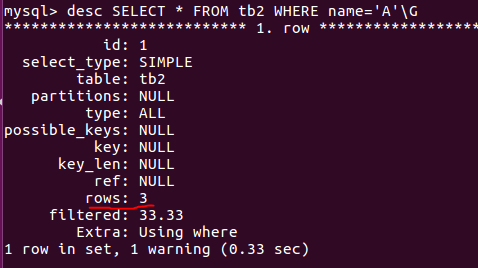 mysql> desc SELECT * FROM tb2 WHERE name='A'\G
*************************** 1. row ********************
id: 1
select_type: SIMPLE
table: tb2
partitions: NULL
type: ALL
possible_keys: NULL
key: NULL
key_len: NULL
ref: NULL
rows: 3
filtered: 33.33
Extra: Using where
1 row in set, 1 warning (0.33 sec)